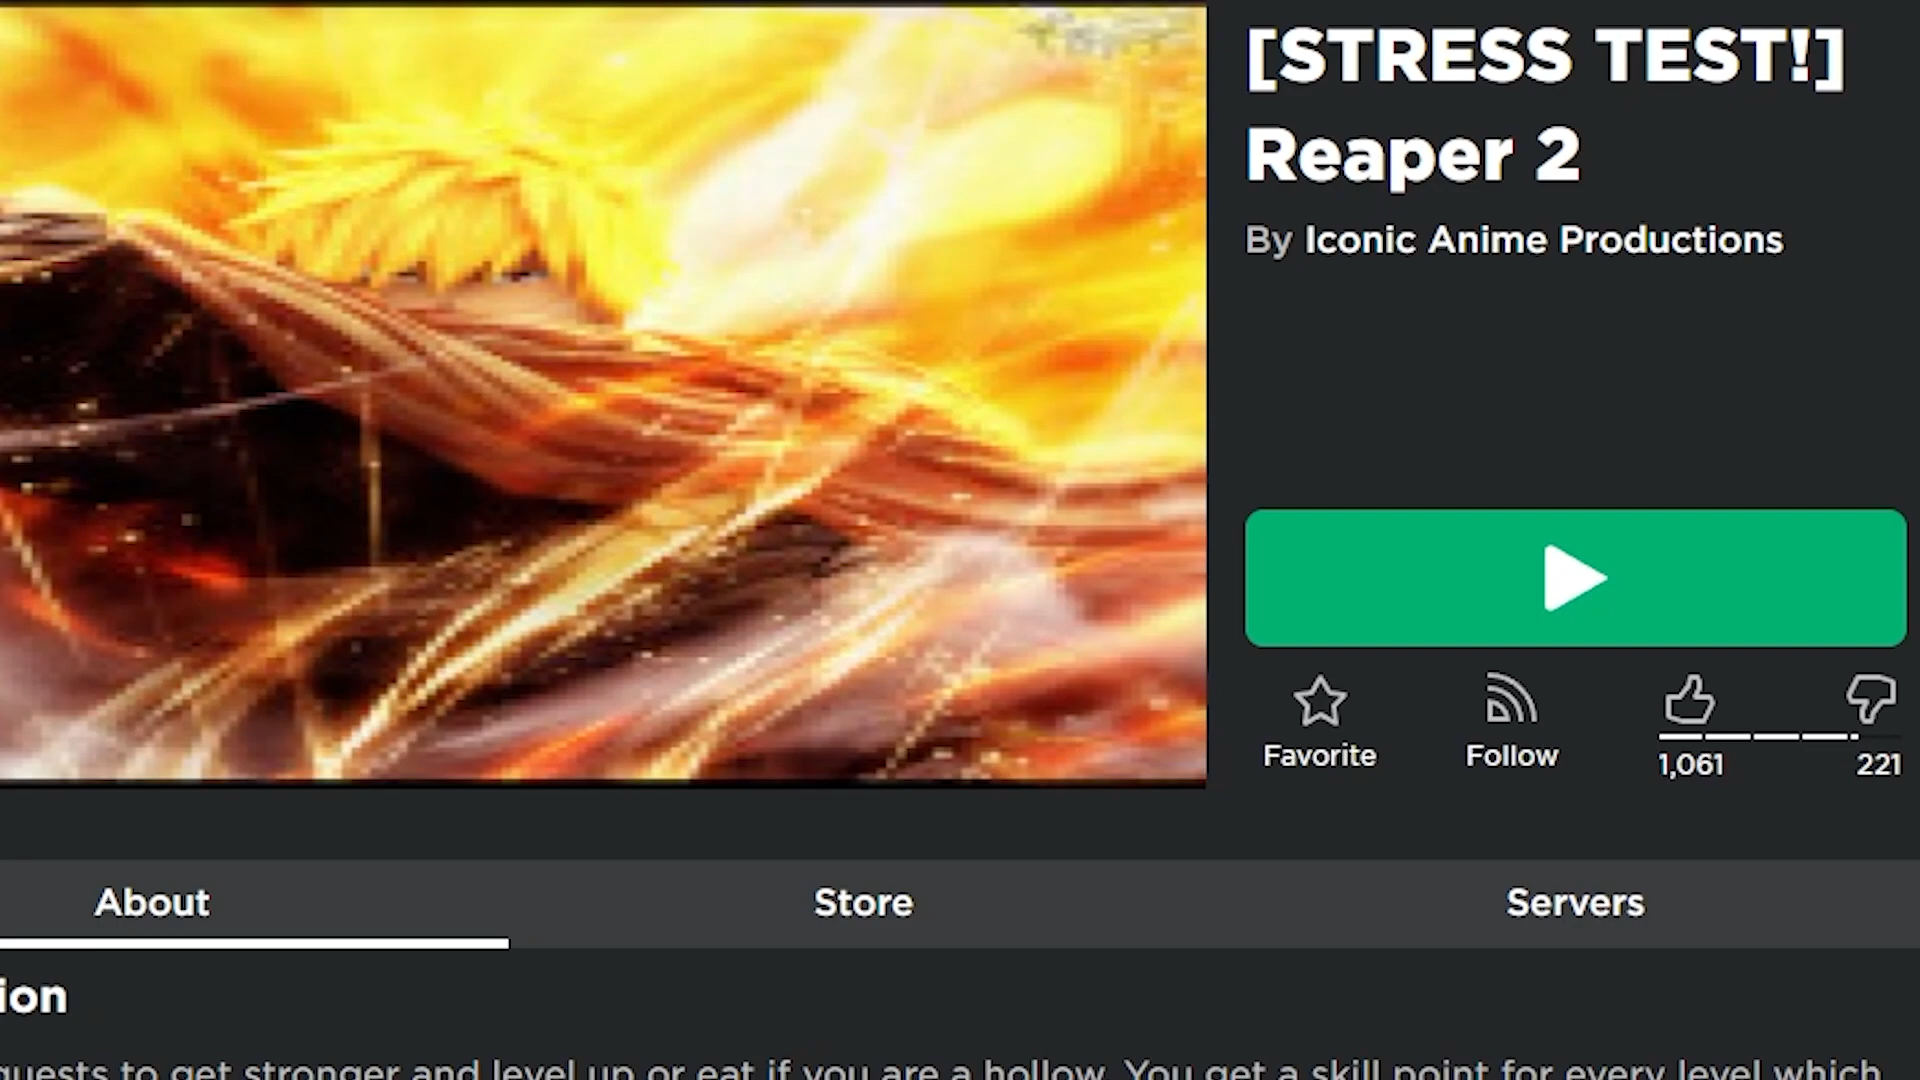 [STRESS TEST!]
Reaper 2
By Iconic Anime Productions
Favorite
Follow
1,061
221
About
Store
Servers
ion
quests to get stronger and level up or eat if you are a hollow. You get a skill point for every level which